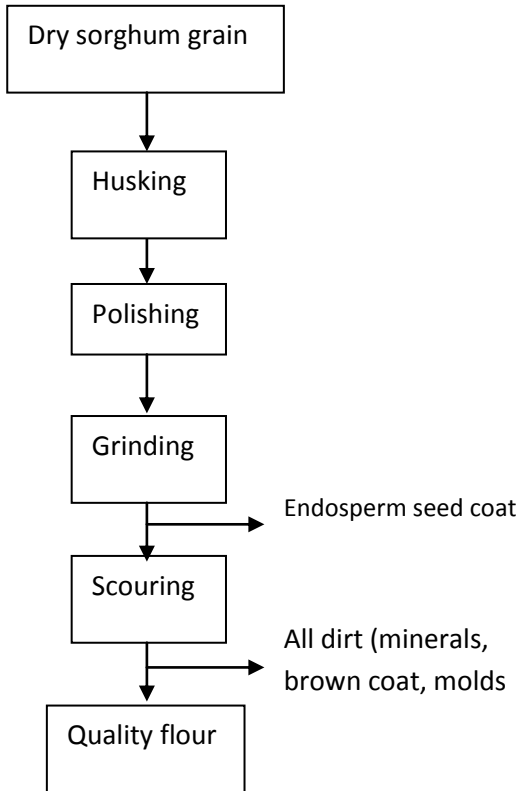 Dry sorghum grain
Husking
Polishing
Grinding
Endosperm seed coat
Scouring
All dirt (minerals,
brown coat, molds
Quality flour